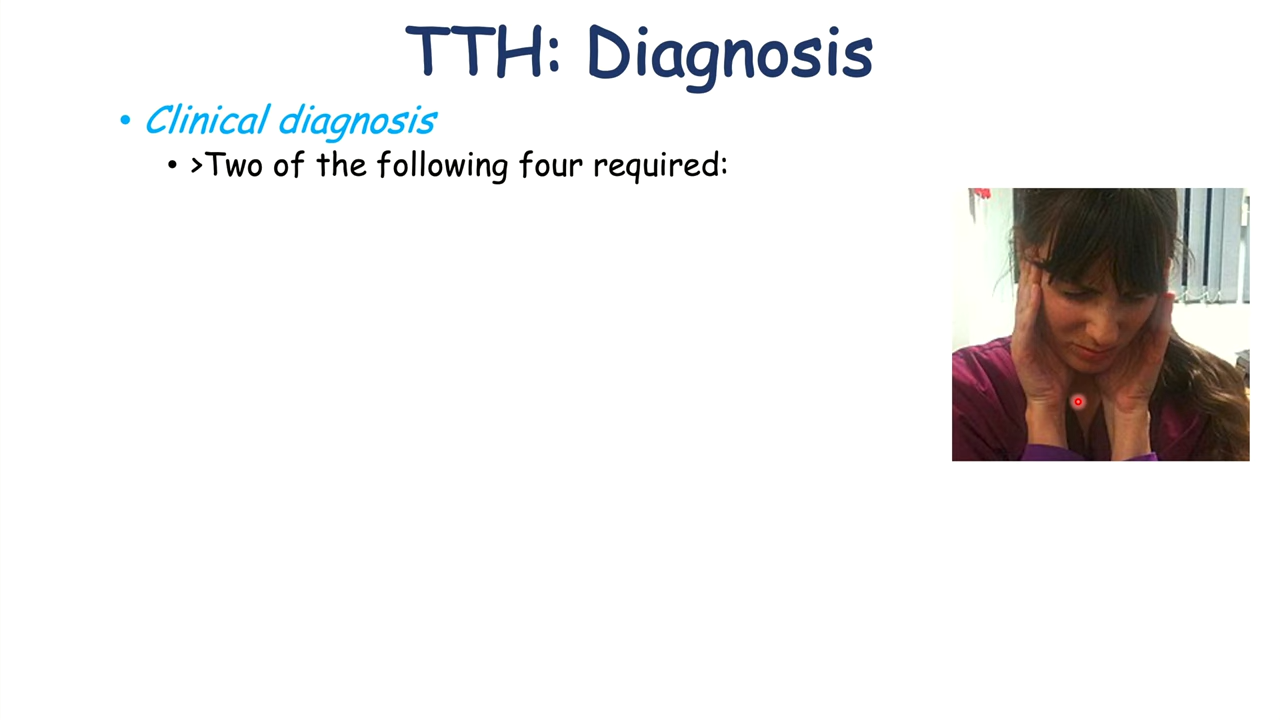 TTH: Diagnosis
• Clinical diagnosis
• >Two of the following four required: